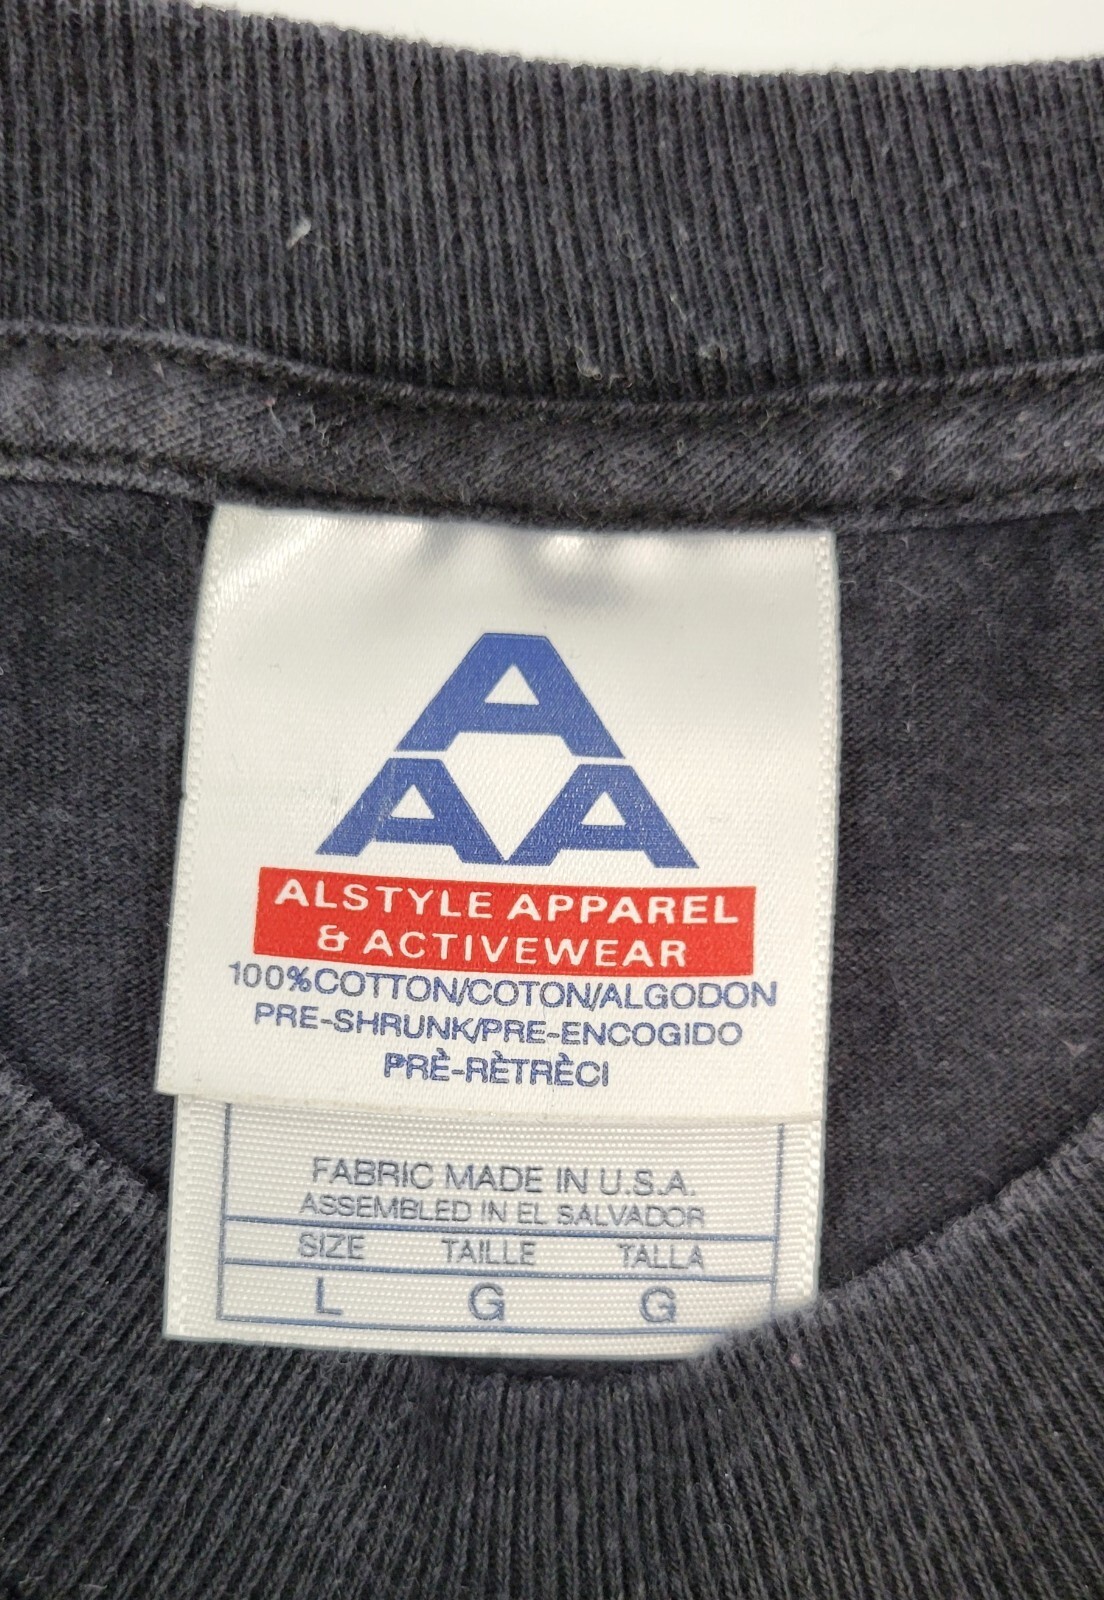 A
A A
ALSTYLE APPAREL
& ACTIVEWEAR
100%COTTON/COTON/ALGODON
PRE-SHRUNK/PRE-ENCOGIDO
PRÈ-RÈTRÈCI
FABRIC MADE IN U.S.A.
ASSEMBLED IN EL SALVADOR
SIZE TAILLE TALLA
L G G